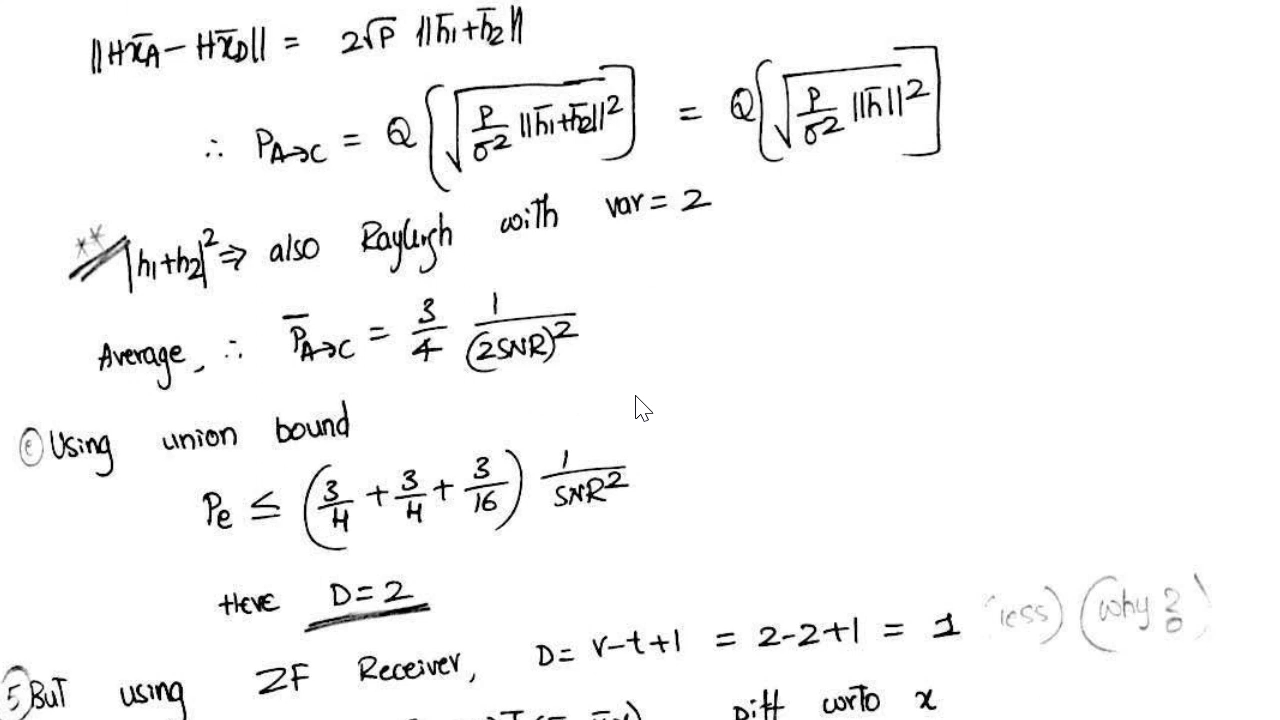 ||Hx̄A − Hx̄D|| = 2√P ||h̄1+h̄2||
∴ PA→C = Q[√(P/σ² ||h̄1+h̄2||²)] = Q[√(P/σ² ||h̄||²)]
** |h1+h2|² ⇒ also Rayleigh with var = 2
Average, ∴ P̄A→C = 3/4 1/(2SNR)²
(e) Using union bound
Pe ≤ (3/4 + 3/4 + 3/16) 1/SNR²
Here D=2
5) But using ZF Receiver, D= r−t+1 = 2−2+1 = 1 (less) (why?)
Diff w.r.to x